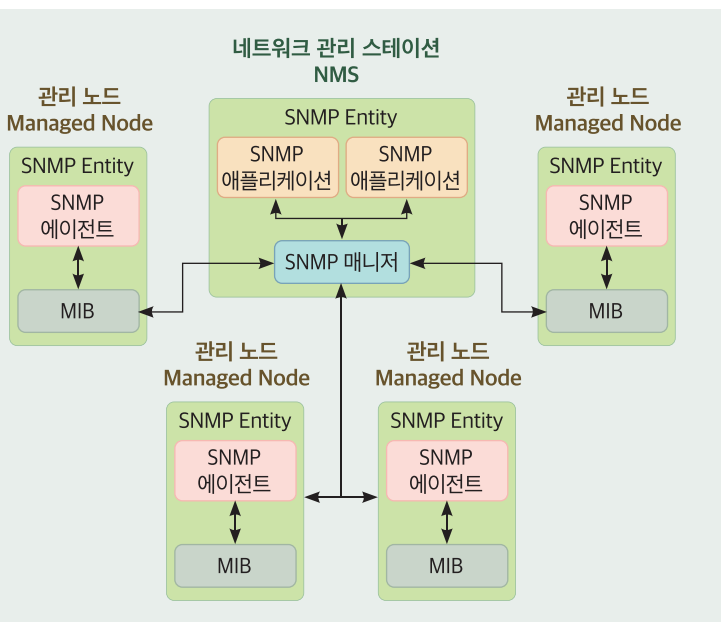 네트워크 관리 스테이션
NMS
SNMP Entity
SNMP
애플리케이션
SNMP
애플리케이션
SNMP 매니저
관리 노드
Managed Node
SNMP Entity
SNMP
에이전트
MIB
관리 노드
Managed Node
SNMP Entity
SNMP
에이전트
MIB
관리 노드
Managed Node
SNMP Entity
SNMP
에이전트
MIB
관리 노드
Managed Node
SNMP Entity
SNMP
에이전트
MIB